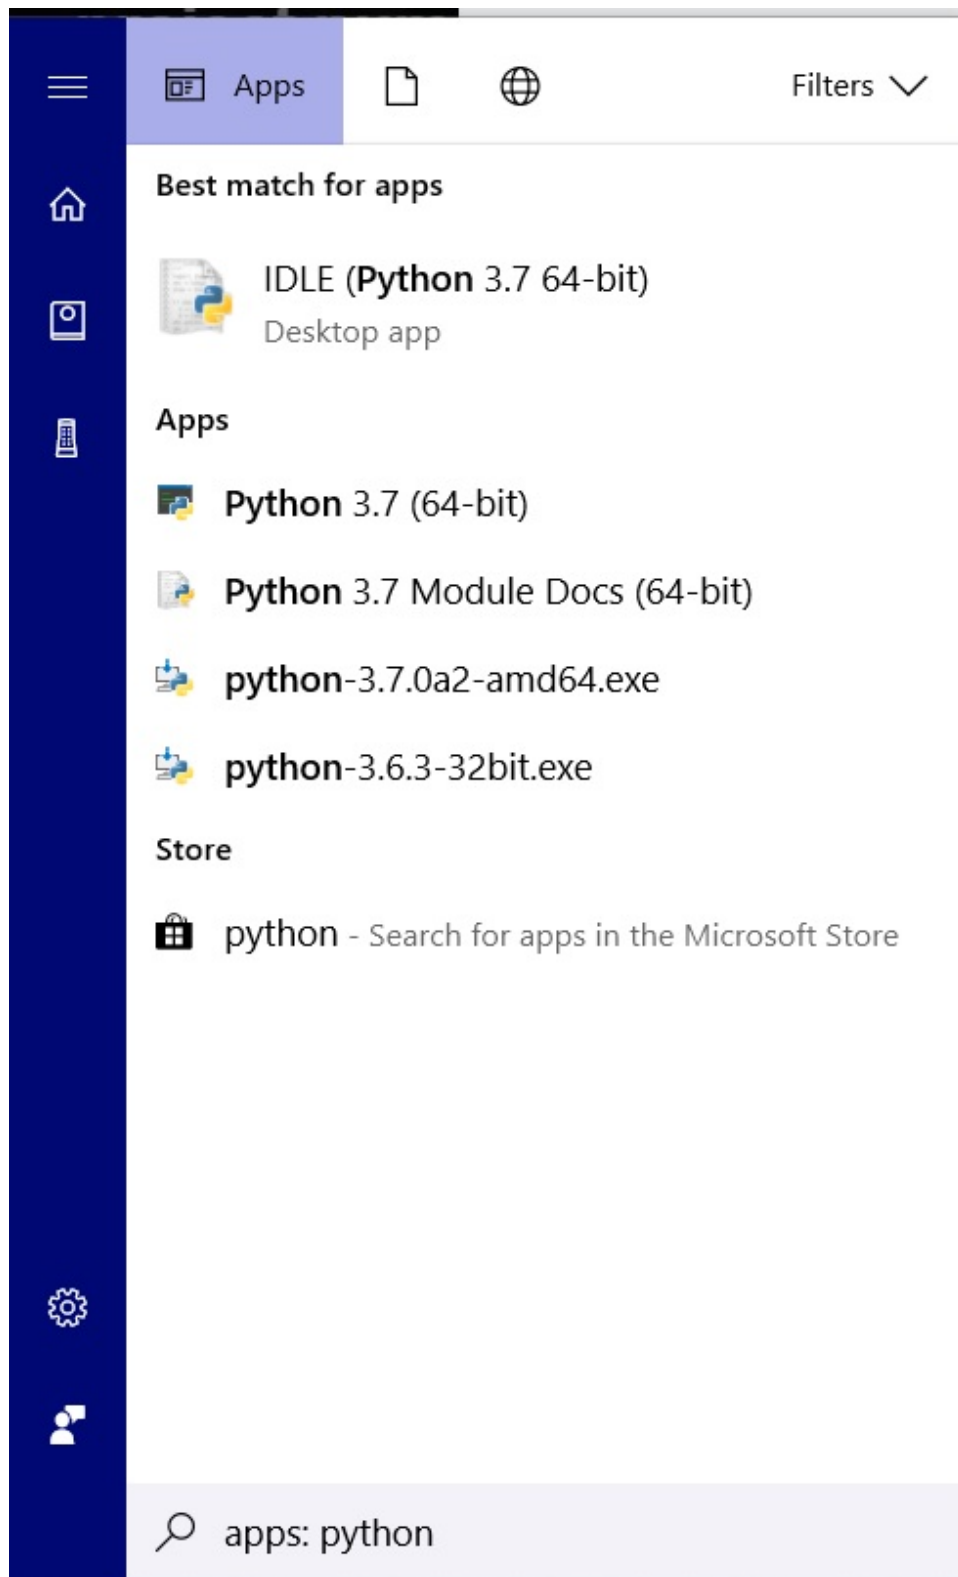 Apps
Filters
Best match for apps
IDLE (Python 3.7 64-bit)
Desktop app
Apps
Python 3.7 (64-bit)
Python 3.7 Module Docs (64-bit)
python-3.7.0a2-amd64.exe
python-3.6.3-32bit.exe
Store
python - Search for apps in the Microsoft Store
apps: python